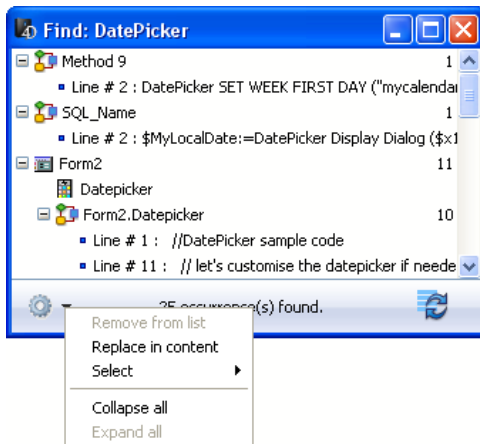 Find: DatePicker
Method 9 1
Line # 2 : DatePicker SET WEEK FIRST DAY ("mycalendar
SQL_Name 1
Line # 2 : $MyLocalDate:=DatePicker Display Dialog ($x1
Form2 11
Datepicker
Form2.Datepicker 10
Line # 1 : //DatePicker sample code
Line # 11 : // let's customise the datepicker if neede
25 occurrence(s) found.
Remove from list
Replace in content
Select
Collapse all
Expand all